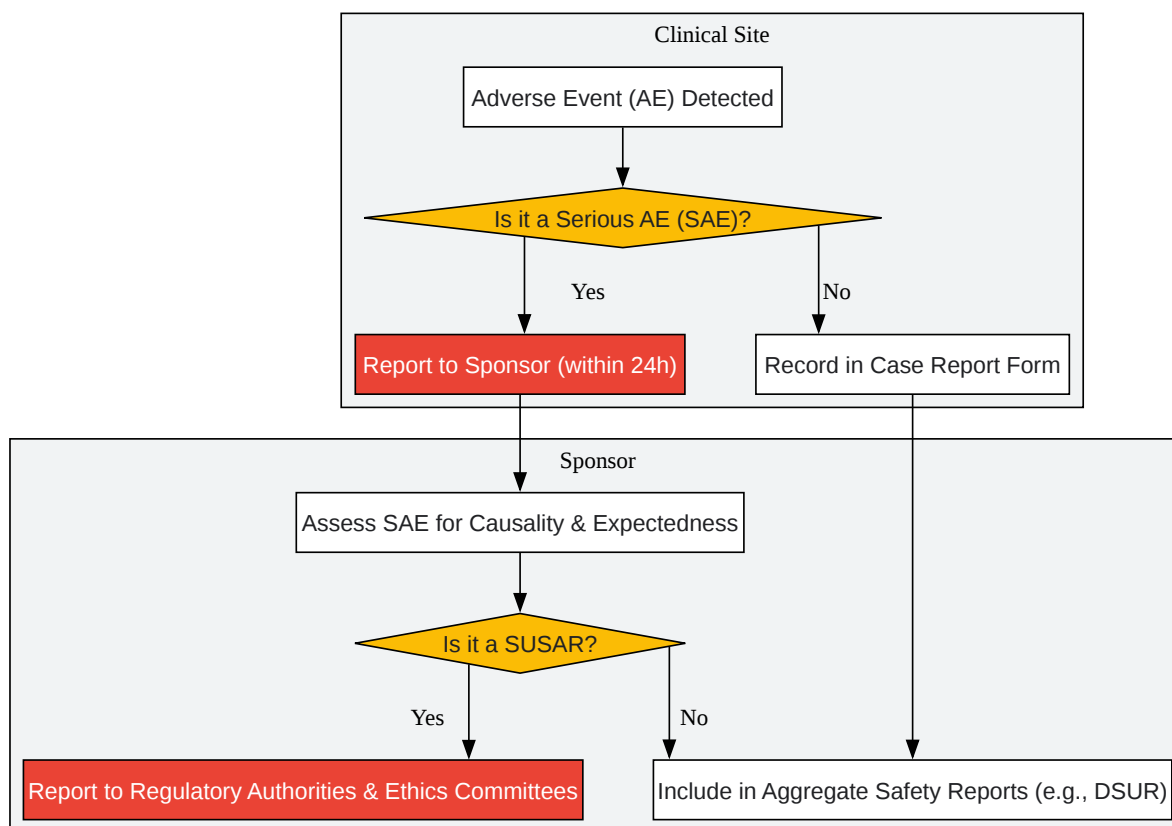 Clinical Site
Adverse Event (AE) Detected
Is it a Serious AE (SAE)?
Yes
No
Report to Sponsor (within 24h)
Record in Case Report Form
Sponsor
Assess SAE for Causality & Expectedness
Is it a SUSAR?
Yes
No
Report to Regulatory Authorities & Ethics Committees
Include in Aggregate Safety Reports (e.g., DSUR)